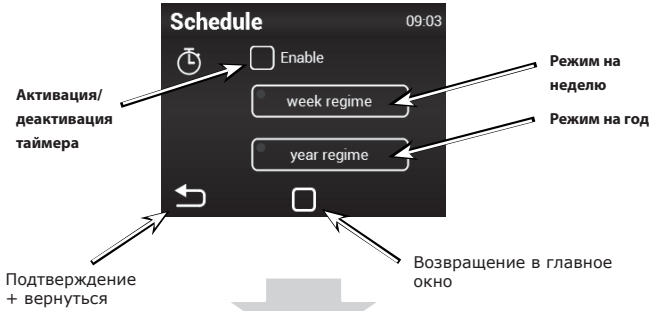 Schedule 09:03
Enable
Активация/
деактивация
таймера
week regime
Режим на
неделю
year regime
Режим на год
Подтверждение
+ вернуться
Возвращение в главное
окно